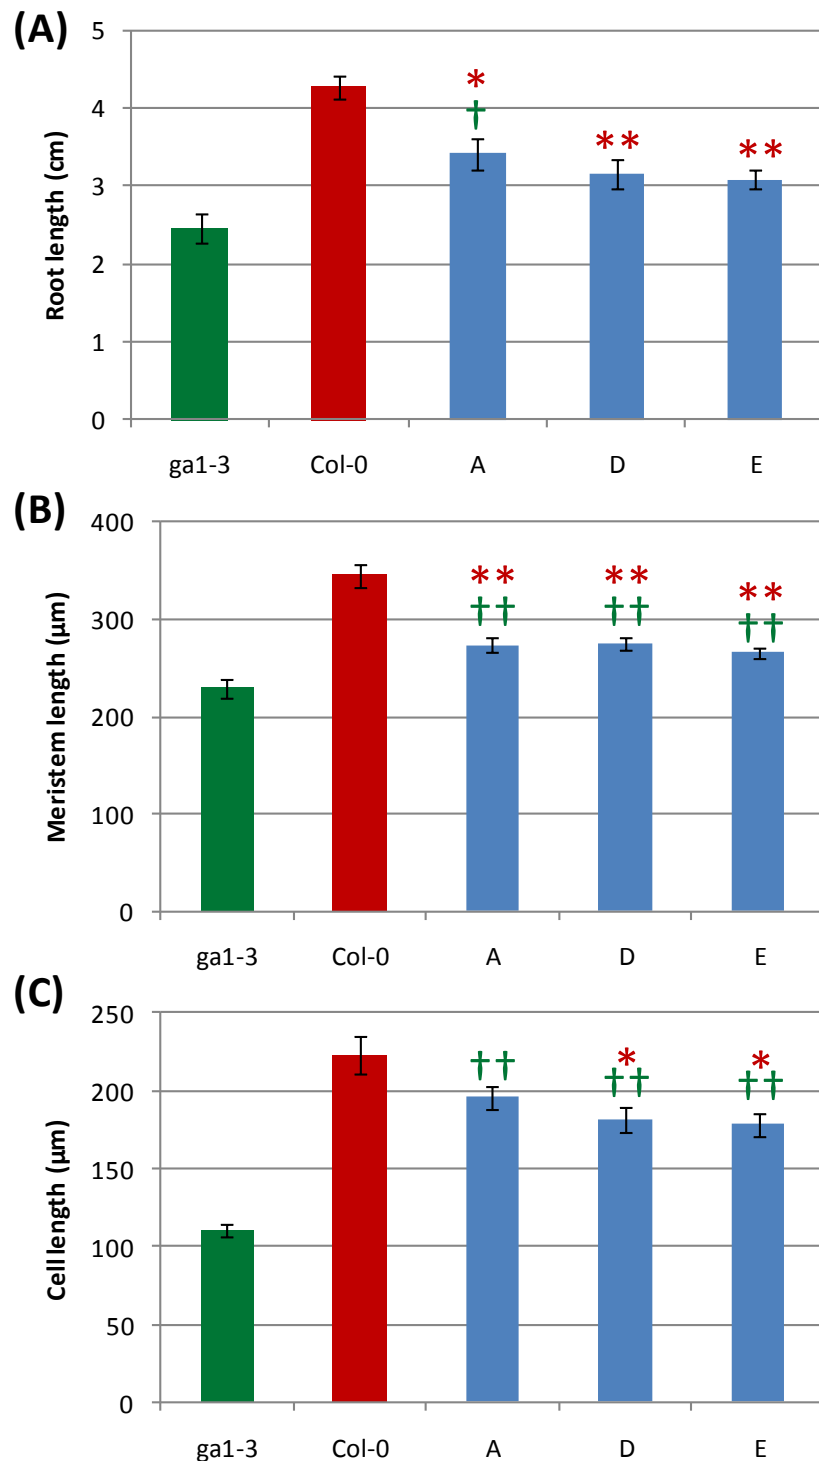 (A)
Root length (cm)
5
4
3
2
1
0
*
†
**
**
ga1-3 Col-0 A D E
(B)
Meristem length (µm)
400
300
200
100
0
** ** **
†† †† ††
ga1-3 Col-0 A D E
(C)
Cell length (µm)
250
200
150
100
50
0
* *
†† †† ††
ga1-3 Col-0 A D E